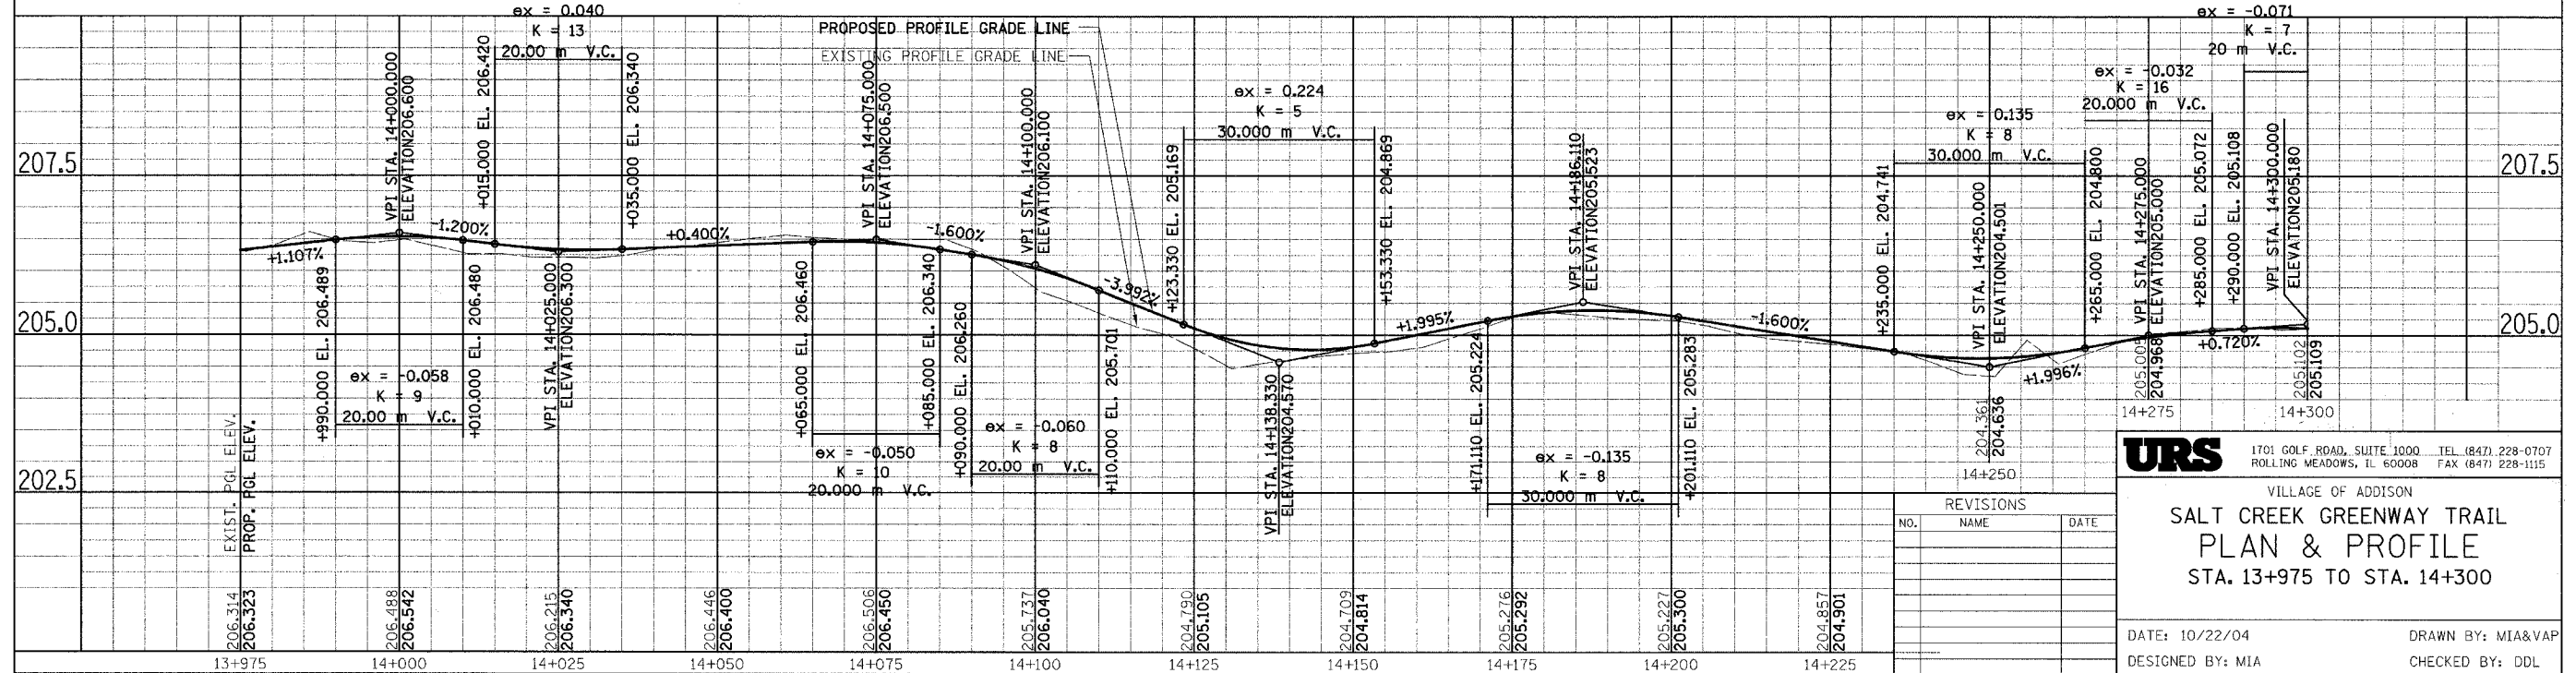 ex = 0.040
K = 13
20.00 m V.C.
PROPOSED PROFILE GRADE LINE
EXISTING PROFILE GRADE LINE
ex = 0.224
K = 5
30.000 m V.C.
ex = 0.135
K = 8
30.000 m V.C.
ex = -0.032
K = 16
20.000 m V.C.
ex = -0.071
K = 7
20 m V.C.
207.5
205.0
202.5
207.5
205.0
+990.000 EL. 206.489
VPI STA. 14+000.000
ELEVATION206.600
+010.000 EL. 206.480
+015.000 EL. 206.420
VPI STA. 14+025.000
ELEVATION206.300
+035.000 EL. 206.340
+065.000 EL. 206.460
VPI STA. 14+075.000
ELEVATION206.500
+085.000 EL. 206.340
+090.000 EL. 206.260
VPI STA. 14+100.000
ELEVATION206.100
+110.000 EL. 205.701
+123.330 EL. 205.169
VPI STA. 14+138.330
ELEVATION204.570
+153.330 EL. 204.869
+171.110 EL. 205.224
VPI STA. 14+186.110
ELEVATION205.523
+201.110 EL. 205.283
+235.000 EL. 204.741
VPI STA. 14+250.000
ELEVATION204.501
+265.000 EL. 204.800
VPI STA. 14+275.000
ELEVATION205.000
+285.000 EL. 205.072
+290.000 EL. 205.108
VPI STA. 14+300.000
ELEVATION205.180
+1.107%
-1.200%
+0.400%
-1.600%
-3.992%
+1.995%
-1.600%
+1.996%
+0.720%
ex = -0.058
K = 9
20.00 m V.C.
ex = -0.050
K = 10
20.000 m V.C.
ex = -0.060
K = 8
20.00 m V.C.
ex = -0.135
K = 8
30.000 m V.C.
EXIST. PGL ELEV.
PROP. PGL ELEV.
206.314
206.323
206.488
206.542
206.215
206.340
206.446
206.400
206.506
206.450
205.737
206.040
204.790
205.105
204.709
204.814
205.276
205.292
205.227
205.300
204.857
204.901
204.361
204.636
205.005
204.968
205.102
205.109
13+975
14+000
14+025
14+050
14+075
14+100
14+125
14+150
14+175
14+200
14+225
14+250
14+275
14+300
REVISIONS
NO. NAME DATE
URS
1701 GOLF ROAD, SUITE 1000 TEL (847) 228-0707
ROLLING MEADOWS, IL 60008 FAX (847) 228-1115
VILLAGE OF ADDISON
SALT CREEK GREENWAY TRAIL
PLAN & PROFILE
STA. 13+975 TO STA. 14+300
DATE: 10/22/04 DRAWN BY: MIA&VAP
DESIGNED BY: MIA CHECKED BY: DDL